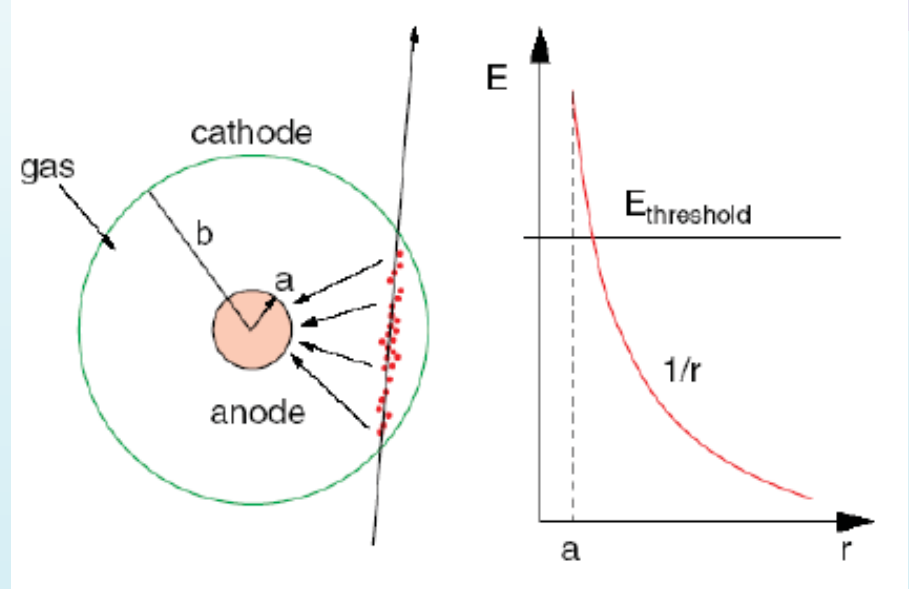 cathode
gas
b
a
anode
E
E_threshold
1/r
a
r